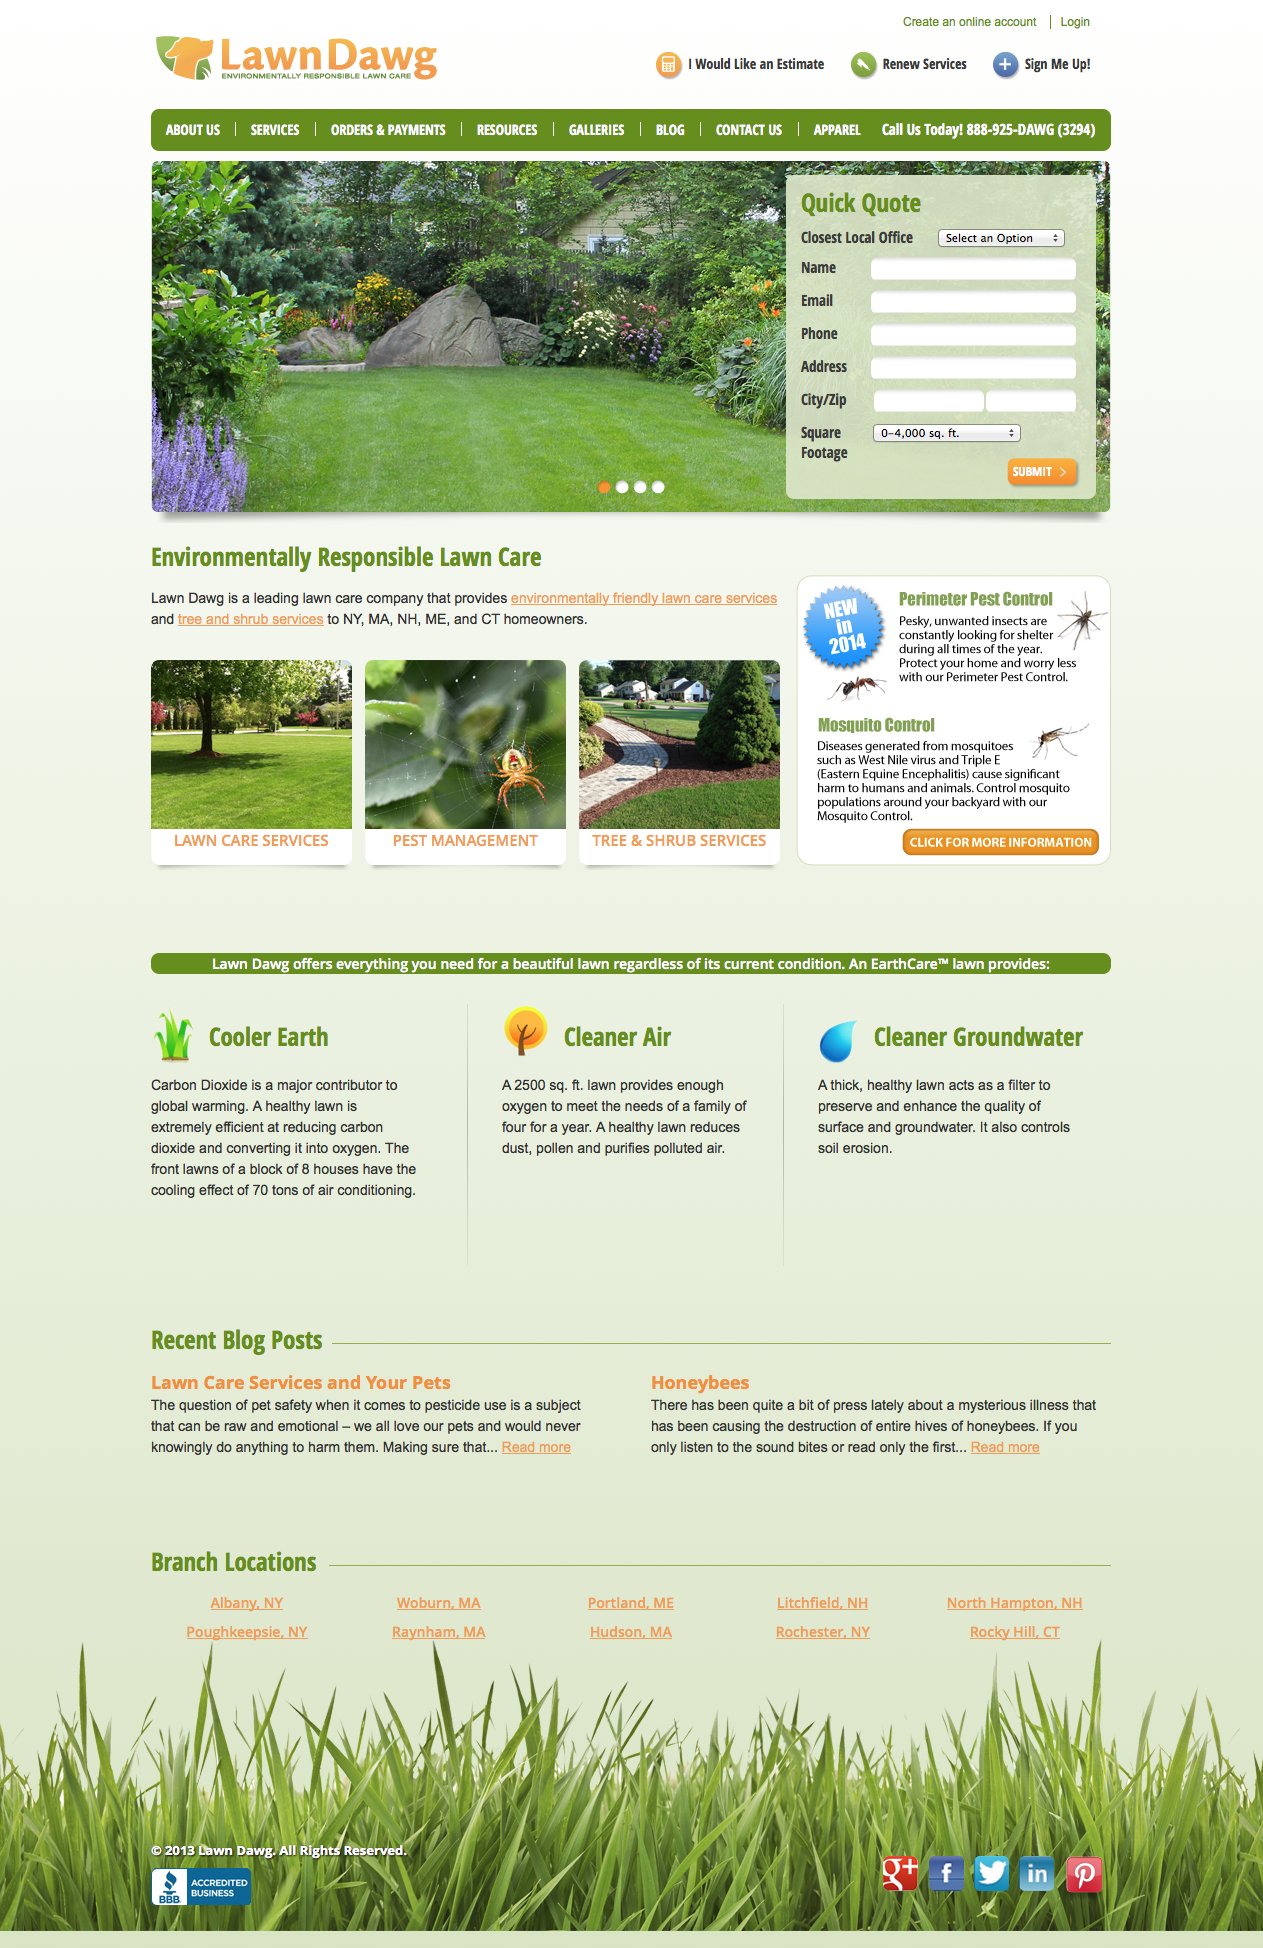 Create an online account
Login
LawnDawg
ENVIRONMENTALLY RESPONSIBLE LAWN CARE
I Would Like an Estimate
Renew Services
Sign Me Up!
ABOUT US
SERVICES
ORDERS & PAYMENTS
RESOURCES
GALLERIES
BLOG
CONTACT US
APPAREL
Call Us Today! 888-925-DAWG (3294)
Quick Quote
Closest Local Office
Select an Option
Name
Email
Phone
Address
City/Zip
Square
Footage
0-4,000 sq. ft.
SUBMIT
Environmentally Responsible Lawn Care
Lawn Dawg is a leading lawn care company that provides environmentally friendly lawn care services
and tree and shrub services to NY, MA, NH, ME, and CT homeowners.
LAWN CARE SERVICES
PEST MANAGEMENT
TREE & SHRUB SERVICES
NEW
in
2014
Perimeter Pest Control
Pesky, unwanted insects are
constantly looking for shelter
during all times of the year.
Protect your home and worry less
with our Perimeter Pest Control.
Mosquito Control
Diseases generated from mosquitoes
such as West Nile virus and Triple E
(Eastern Equine Encephalitis) cause significant
harm to humans and animals. Control mosquito
populations around your backyard with our
Mosquito Control.
CLICK FOR MORE INFORMATION
Lawn Dawg offers everything you need for a beautiful lawn regardless of its current condition. An EarthCare™ lawn provides:
Cooler Earth
Carbon Dioxide is a major contributor to
global warming. A healthy lawn is
extremely efficient at reducing carbon
dioxide and converting it into oxygen. The
front lawns of a block of 8 houses have the
cooling effect of 70 tons of air conditioning.
Cleaner Air
A 2500 sq. ft. lawn provides enough
oxygen to meet the needs of a family of
four for a year. A healthy lawn reduces
dust, pollen and purifies polluted air.
Cleaner Groundwater
A thick, healthy lawn acts as a filter to
preserve and enhance the quality of
surface and groundwater. It also controls
soil erosion.
Recent Blog Posts
Lawn Care Services and Your Pets
The question of pet safety when it comes to pesticide use is a subject
that can be raw and emotional – we all love our pets and would never
knowingly do anything to harm them. Making sure that... Read more
Honeybees
There has been quite a bit of press lately about a mysterious illness that
has been causing the destruction of entire hives of honeybees. If you
only listen to the sound bites or read only the first... Read more
Branch Locations
Albany, NY
Woburn, MA
Portland, ME
Litchfield, NH
North Hampton, NH
Poughkeepsie, NY
Raynham, MA
Hudson, MA
Rochester, NY
Rocky Hill, CT
© 2013 Lawn Dawg. All Rights Reserved.
BBB
ACCREDITED
BUSINESS
g+
f
in